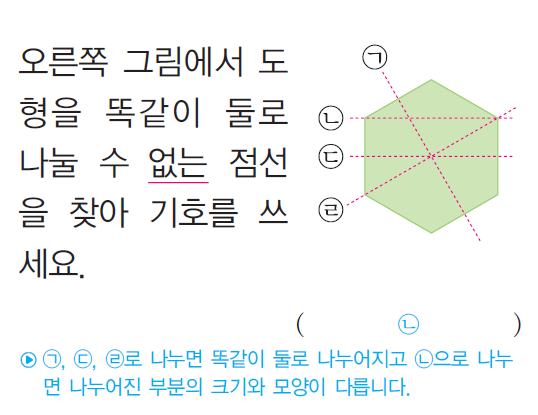 오른쪽 그림에서 도
형을 똑같이 둘로
나눌 수 없는 점선
을 찾아 기호를 쓰
세요.
㉠
㉡
㉢
㉣
( ㉡ )
㉠, ㉢, ㉣로 나누면 똑같이 둘로 나누어지고 ㉡으로 나누
면 나누어진 부분의 크기와 모양이 다릅니다.